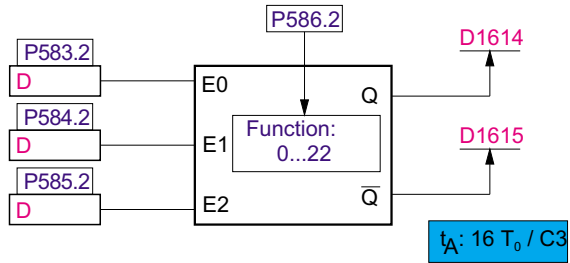 P586.2
D1614
P583.2
D
E0
Q
P584.2
D
E1
Function:
0...22
D1615
P585.2
D
E2
Q̅
tA: 16 T0 / C3